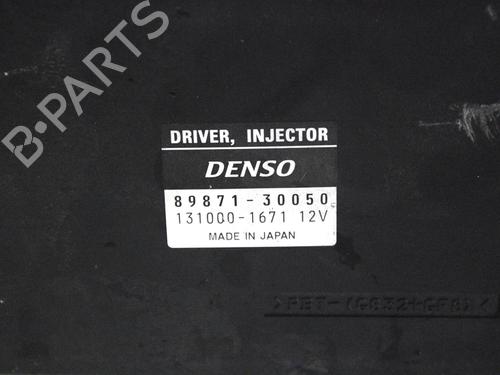 B-PARTS
DRIVER, INJECTOR
DENSO
89871-30050
131000-1671 12V
MADE IN JAPAN